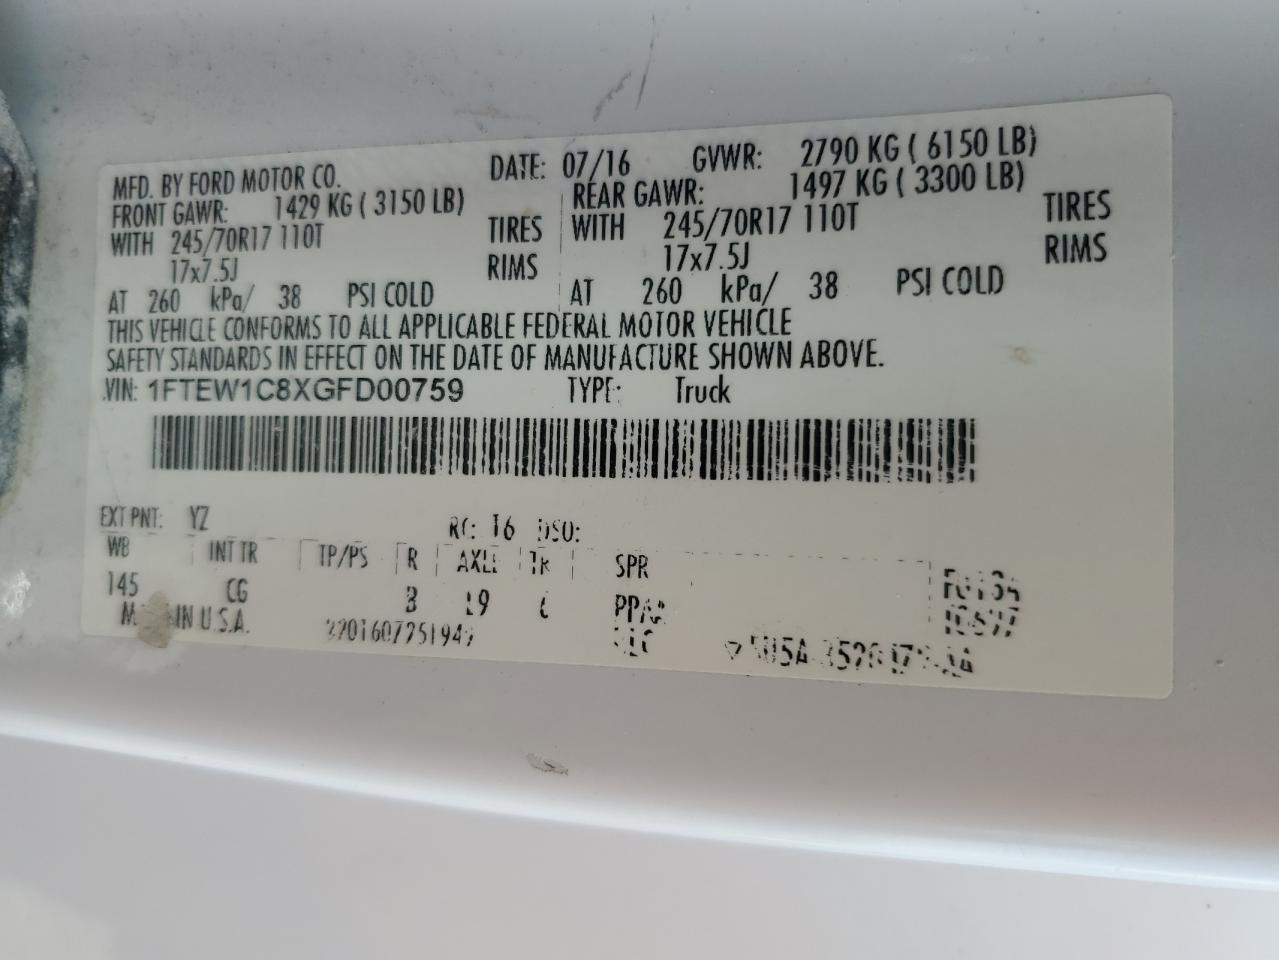 MFD. BY FORD MOTOR CO. DATE: 07/16 GVWR: 2790 KG ( 6150 LB)
FRONT GAWR: 1429 KG ( 3150 LB) REAR GAWR: 1497 KG ( 3300 LB)
WITH 245/70R17 110T TIRES WITH 245/70R17 110T TIRES
17x7.5J RIMS 17x7.5J RIMS
AT 260 kPa/ 38 PSI COLD AT 260 kPa/ 38 PSI COLD
THIS VEHICLE CONFORMS TO ALL APPLICABLE FEDERAL MOTOR VEHICLE
SAFETY STANDARDS IN EFFECT ON THE DATE OF MANUFACTURE SHOWN ABOVE.
VIN: 1FTEW1C8XGFD00759 TYPE: Truck
EXT PNT: YZ RC: 16 DSO:
WB INT TR TP/PS R AXLE TR SPR
145 CG B 19 6
IN U.S.A.